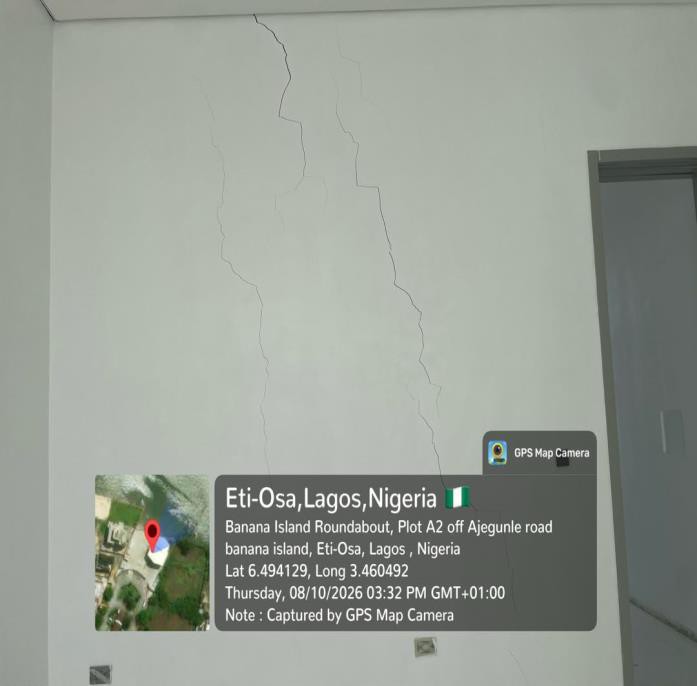 GPS Map Camera
Eti-Osa,Lagos,Nigeria 🇳🇬
Banana Island Roundabout, Plot A2 off Ajegunle road
banana island, Eti-Osa, Lagos , Nigeria
Lat 6.494129, Long 3.460492
Thursday, 08/10/2026 03:32 PM GMT+01:00
Note : Captured by GPS Map Camera